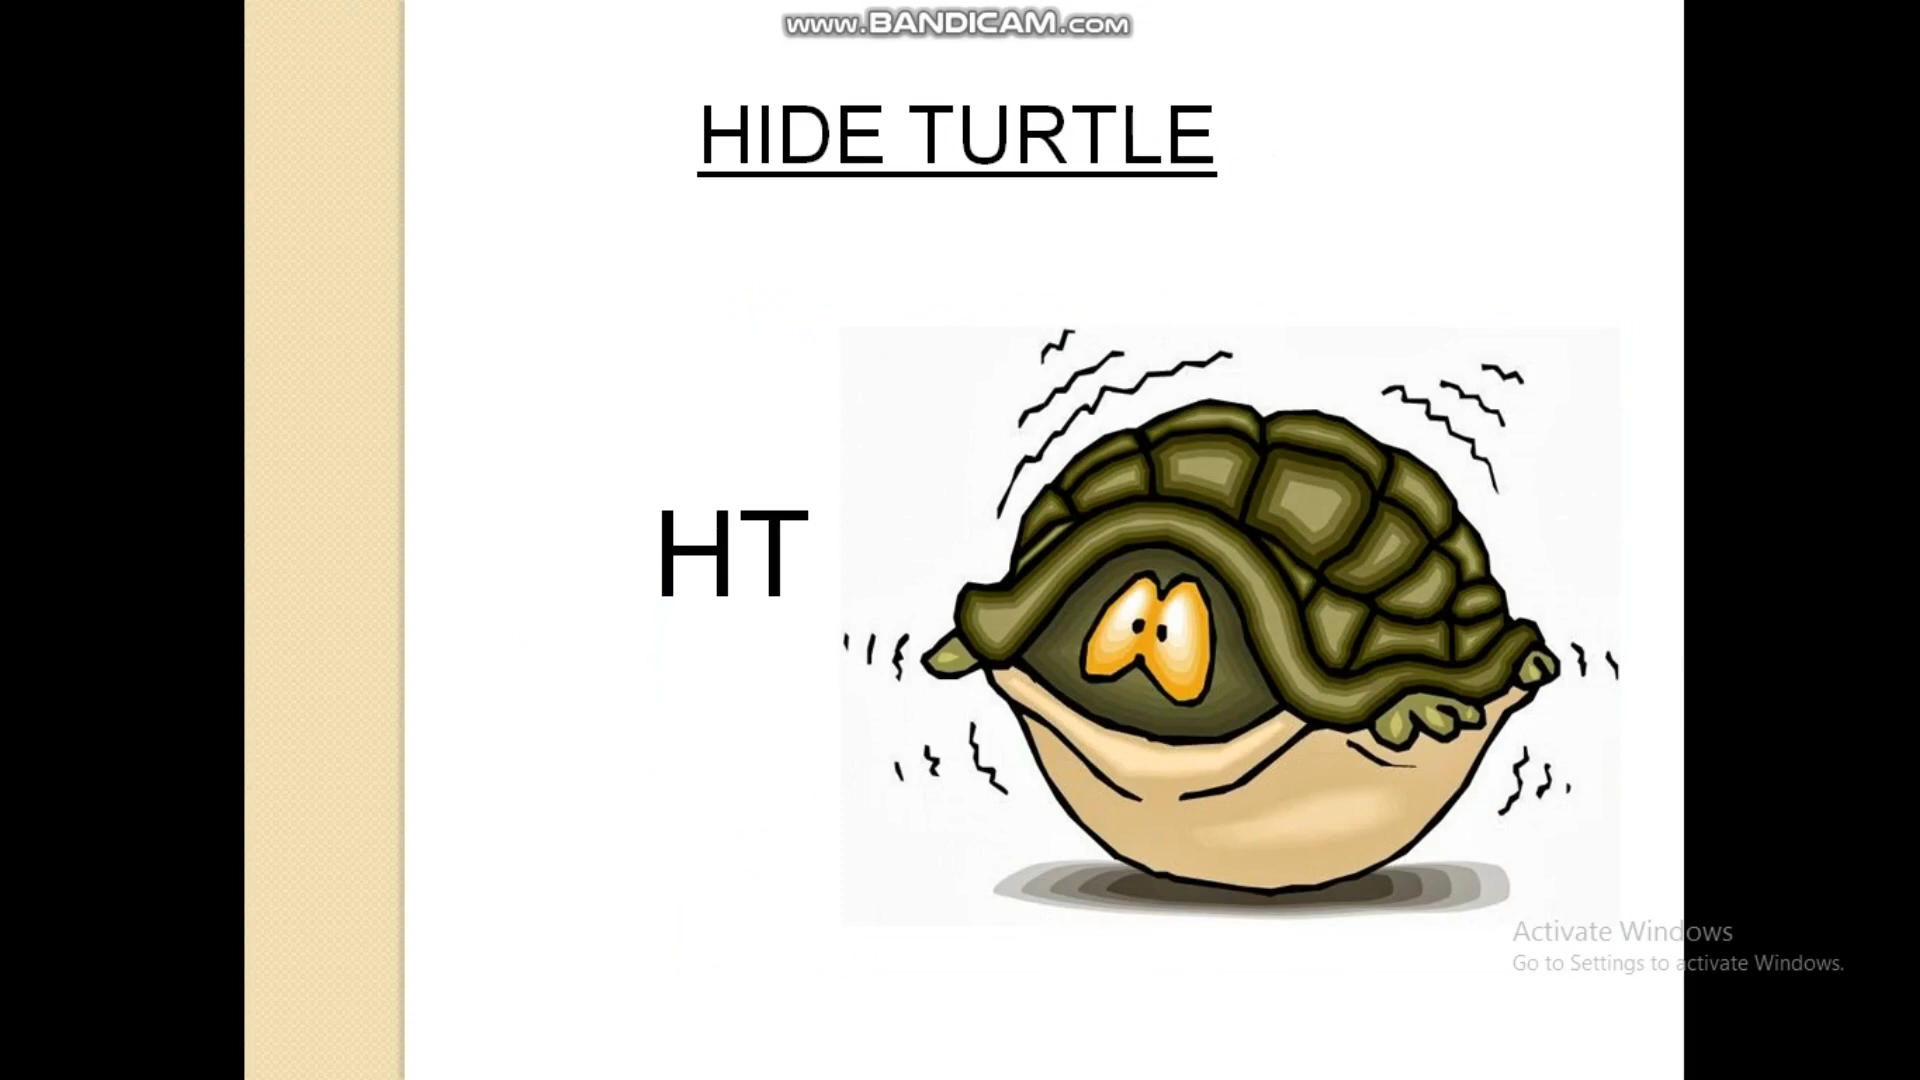 www.BANDICAM.com
HIDE TURTLE
HT
Activate Windows
Go to Settings to activate Windows.